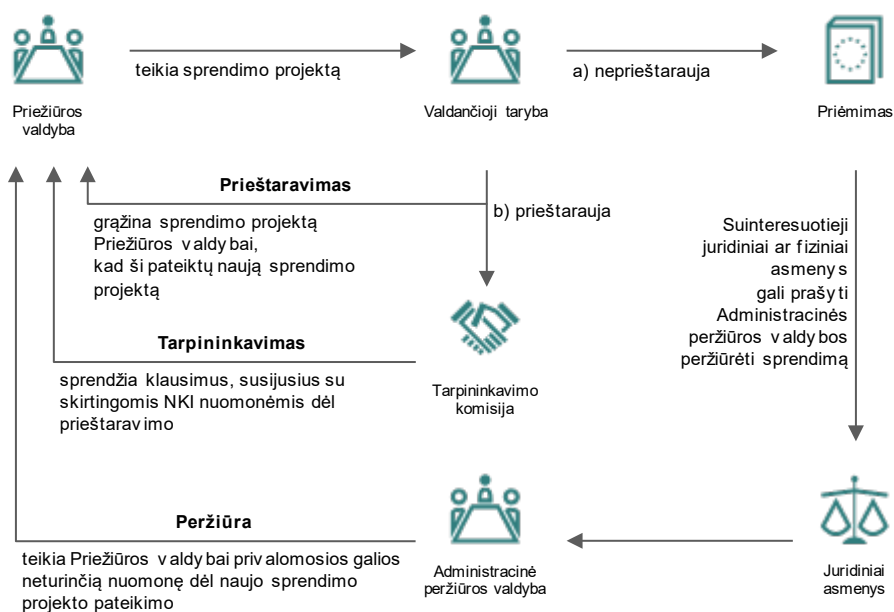 teikia sprendimo projektą
a) neprieštarauja
Priežiūros
valdyba
Valdančioji taryba
Priėmimas
Prieštaravimas
b) prieštarauja
grąžina sprendimo projektą
Priežiūros valdybai,
kad ši pateiktų naują sprendimo
projektą
Suinteresuotieji
juridiniai ar fiziniai
asmenys
gali prašyti
Administracinės
peržiūros valdybos
peržiūrėti sprendimą
Tarpininkavimas
sprendžia klausimus, susijusius su
skirtingomis NKI nuomonėmis dėl
prieštaravimo
Tarpininkavimo
komisija
Peržiūra
teikia Priežiūros valdybai privalomosios galios
neturinčią nuomonę dėl naujo sprendimo
projekto pateikimo
Administracinė
peržiūros valdyba
Juridiniai
asmenys